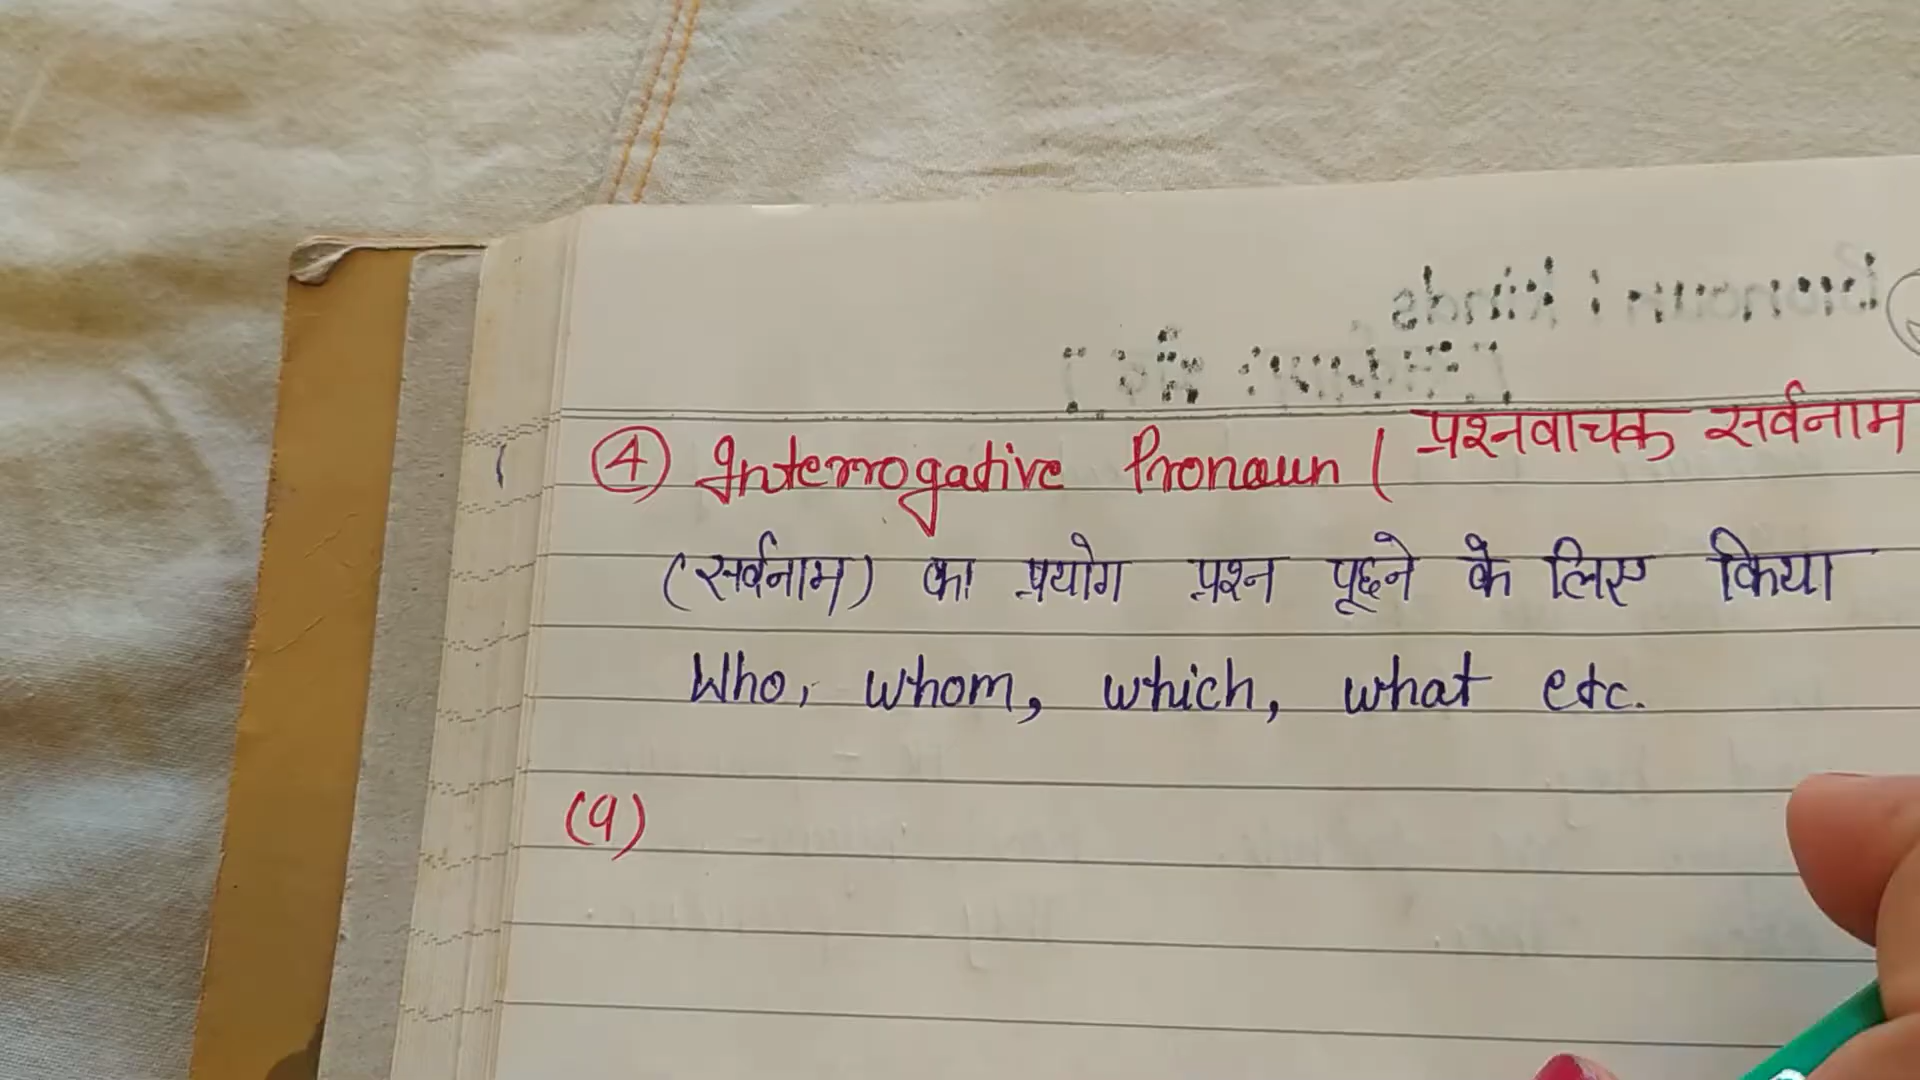 ④ Interrogative Pronoun ( प्रश्नवाचक सर्वनाम
(सर्वनाम) का प्रयोग प्रश्न पूछने के लिए किया
Who, whom, which, what etc.
(9)